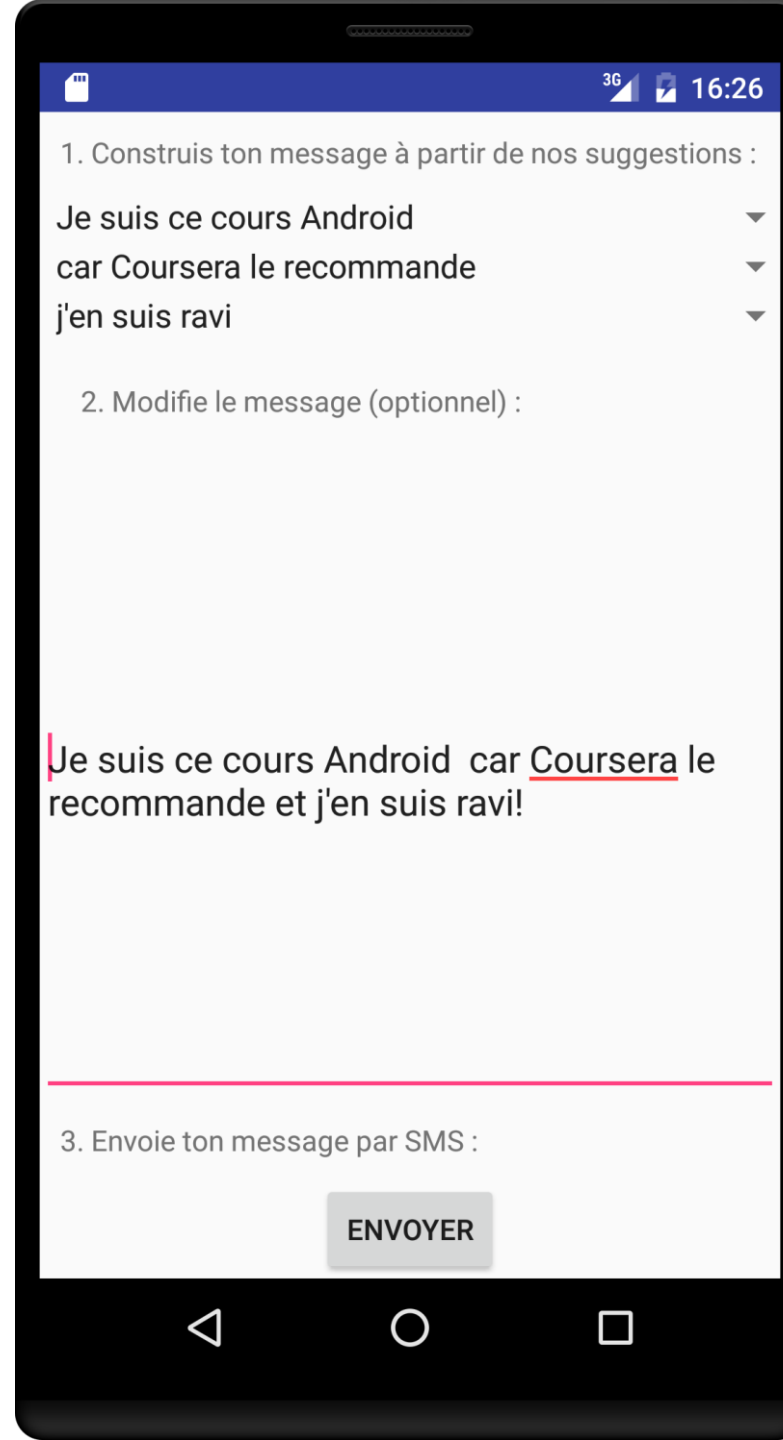 3G 16:26
1. Construis ton message à partir de nos suggestions :
Je suis ce cours Android
car Coursera le recommande
j'en suis ravi
2. Modifie le message (optionnel) :
Je suis ce cours Android  car Coursera le
recommande et j'en suis ravi!
3. Envoie ton message par SMS :
ENVOYER